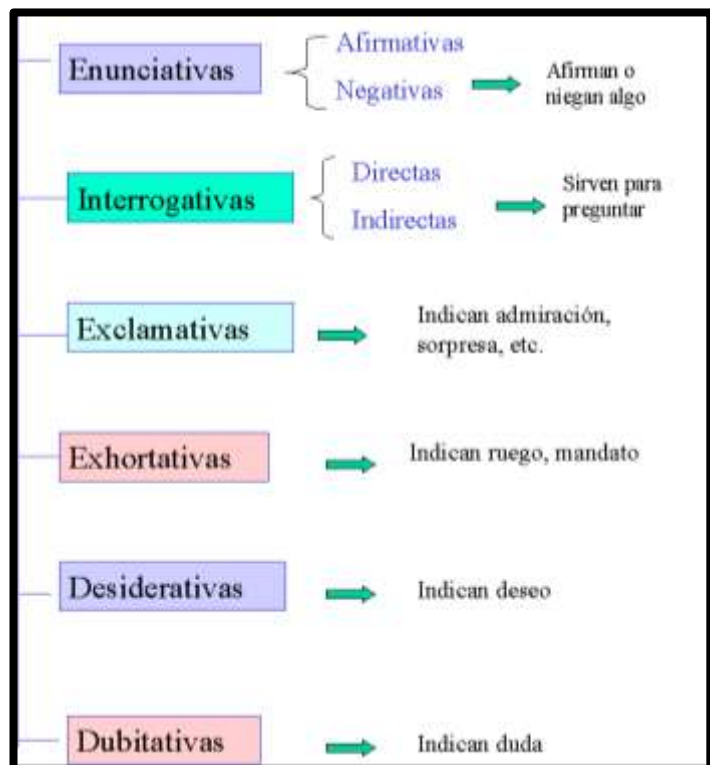 Enunciativas
Afirmativas
Negativas
Afirman o
niegan algo
Interrogativas
Directas
Indirectas
Sirven para
preguntar
Exclamativas
Indican admiración,
sorpresa, etc.
Exhortativas
Indican ruego, mandato
Desiderativas
Indican deseo
Dubitativas
Indican duda